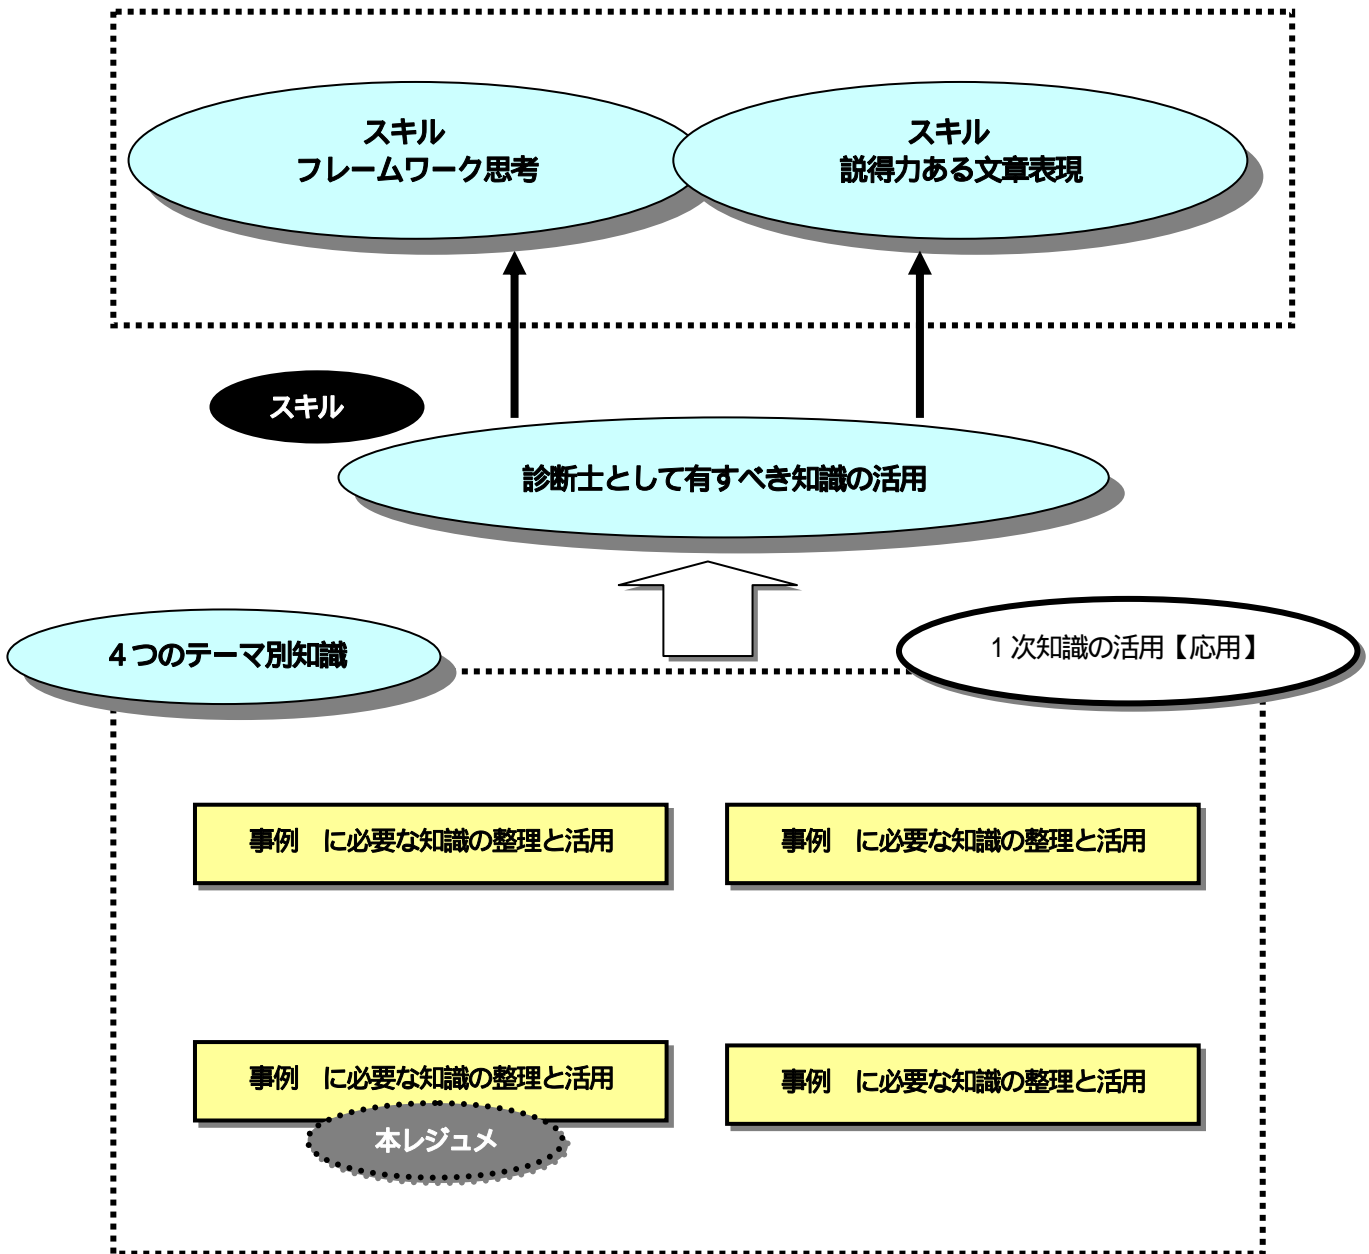 スキル
フレームワーク思考
スキル
説得力ある文章表現
スキル
診断士として有すべき知識の活用
４つのテーマ別知識
１次知識の活用【応用】
事例　に必要な知識の整理と活用
事例　に必要な知識の整理と活用
事例　に必要な知識の整理と活用
事例　に必要な知識の整理と活用
本レジュメ